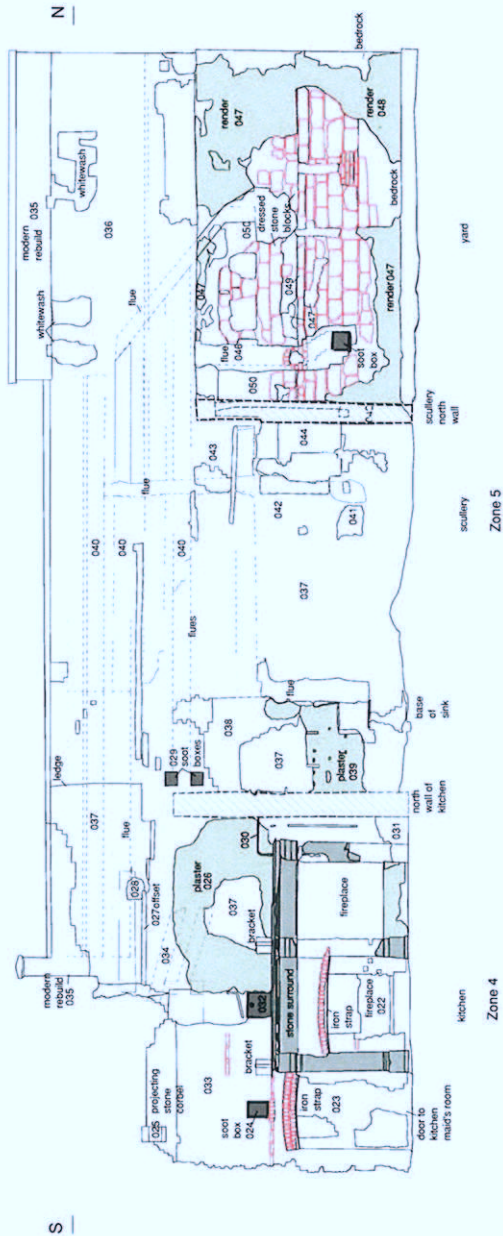 S
N
modern
rebuild
035
modern
rebuild 035
ledge
whitewash
whitewash
036
037
flue
028
027 offset
034
040
040
040
flue
flue
flues
025 projecting
stone
corbel
033
soot
box
024
bracket
032
plaster
026
037
bracket
030
029
soot
boxes
038
037
plaster
039
flue
037
043
042
044
041
047
flue
046
050
050
dressed
stone
blocks
049
047
soot
box
render
047
render
048
render047
bedrock
bedrock
stone surround
iron
strap
023
iron
strap
fireplace
022
fireplace
031
door to
kitchen
maid's room
kitchen
north
wall of
kitchen
base
of
sink
scullery
scullery
north
wall
yard
Zone 4
Zone 5